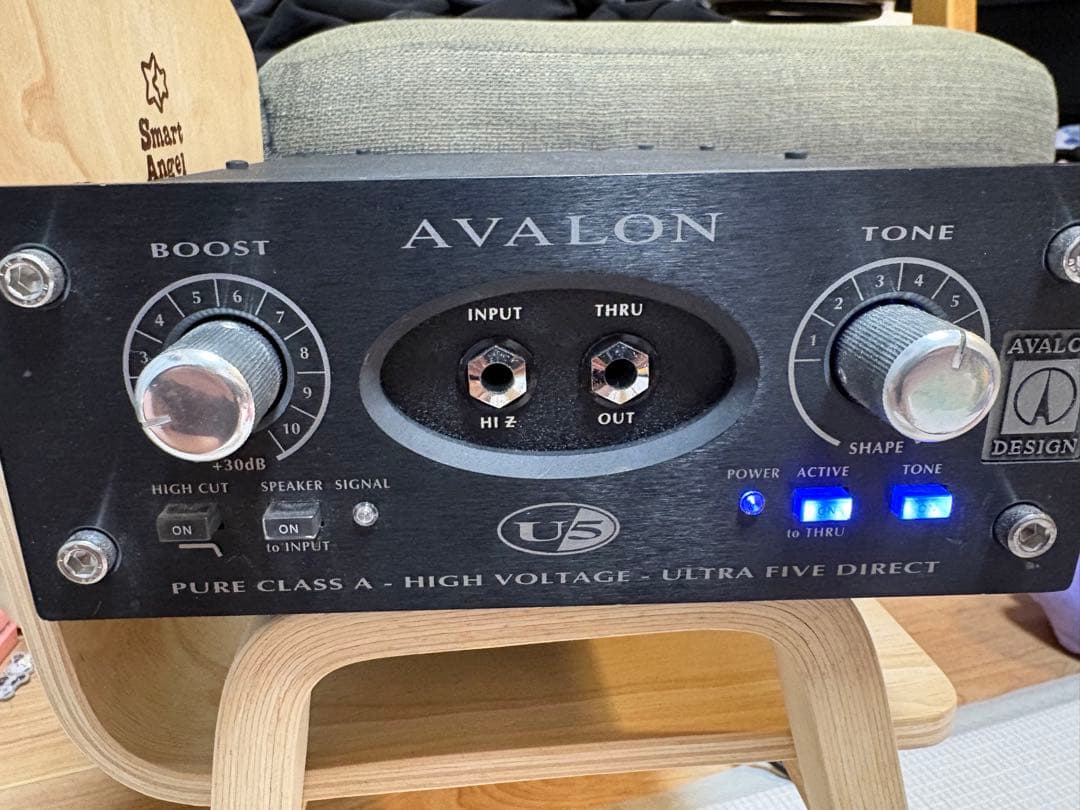 Smart
Angel
AVALON
BOOST
TONE
3
4
5
6
7
8
9
10
+30dB
INPUT
THRU
HI Z
OUT
1
2
3
4
5
SHAPE
AVALO
DESIGN
HIGH CUT
SPEAKER
SIGNAL
ON
ON
to INPUT
POWER
ACTIVE
TONE
to THRU
U5
PURE CLASS A - HIGH VOLTAGE - ULTRA FIVE DIRECT